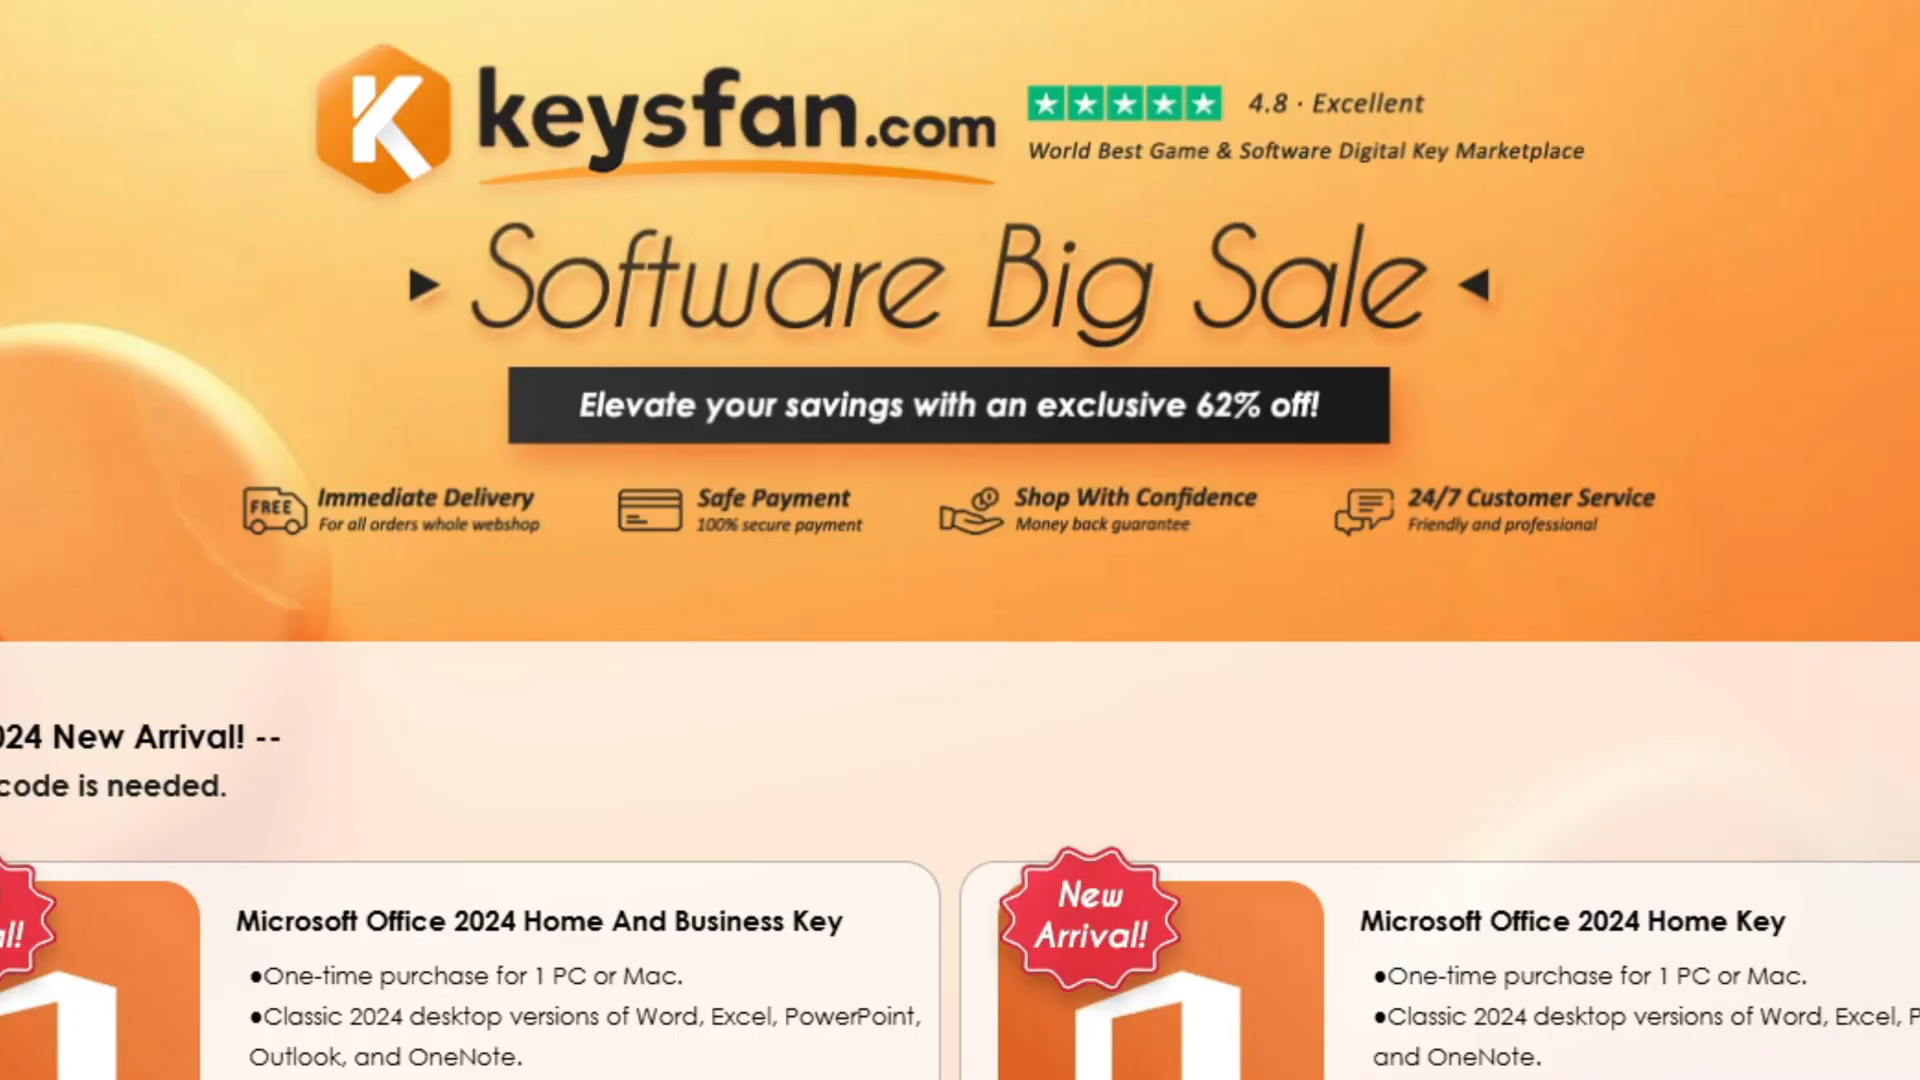 keysfan.com
4.8 · Excellent
World Best Game & Software Digital Key Marketplace
Software Big Sale
Elevate your savings with an exclusive 62% off!
FREE
Immediate Delivery
For all orders whole webshop
Safe Payment
100% secure payment
Shop With Confidence
Money back guarantee
24/7 Customer Service
Friendly and professional
024 New Arrival! --
code is needed.
al!
Microsoft Office 2024 Home And Business Key
●One-time purchase for 1 PC or Mac.
●Classic 2024 desktop versions of Word, Excel, PowerPoint,
Outlook, and OneNote.
New
Arrival!
Microsoft Office 2024 Home Key
●One-time purchase for 1 PC or Mac.
●Classic 2024 desktop versions of Word, Excel, P
and OneNote.